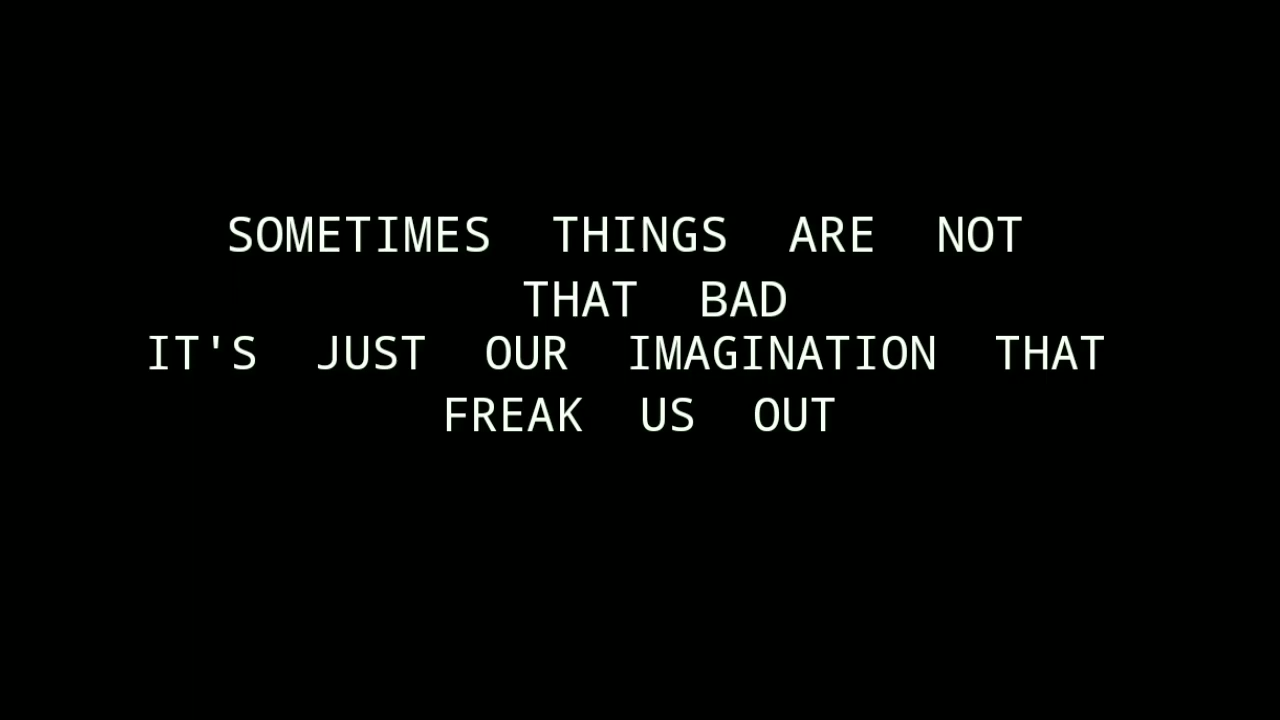 SOMETIMES THINGS ARE NOT
THAT BAD
IT'S JUST OUR IMAGINATION THAT
FREAK US OUT